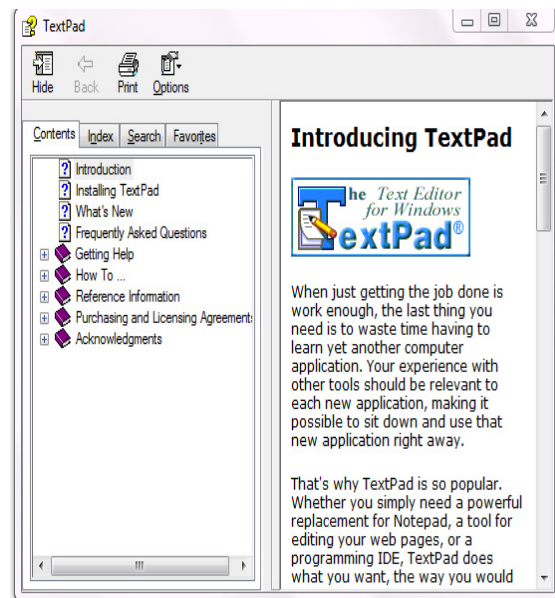 TextPad
Hide Back Print Options
Contents Index Search Favorites
Introduction
Installing TextPad
What's New
Frequently Asked Questions
Getting Help
How To ...
Reference Information
Purchasing and Licensing Agreement
Acknowledgments
Introducing TextPad
The Text Editor
for Windows
TextPad®
When just getting the job done is
work enough, the last thing you
need is to waste time having to
learn yet another computer
application. Your experience with
other tools should be relevant to
each new application, making it
possible to sit down and use that
new application right away.
That's why TextPad is so popular.
Whether you simply need a powerful
replacement for Notepad, a tool for
editing your web pages, or a
programming IDE, TextPad does
what you want, the way you would